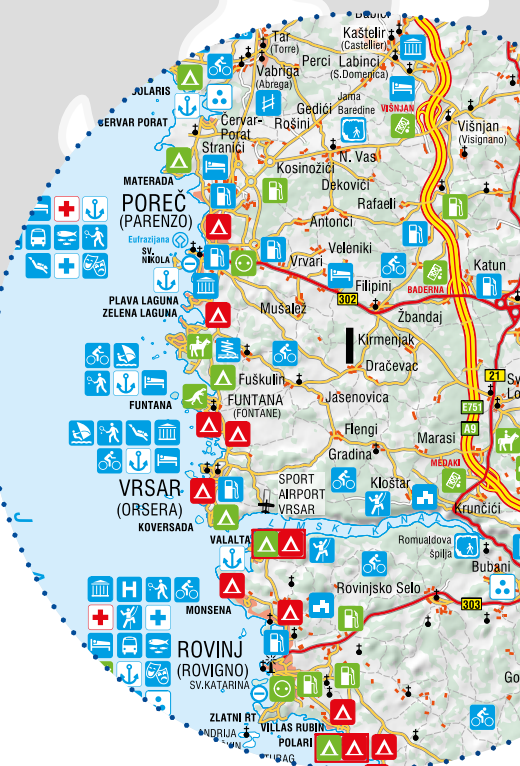 Tar
(Torre)
Kaštelir
(Castellier)
Perci
Labinci
(S.Domenica)
Vabriga
(Abrega)
Gedići
Jama
Baredine
VIŠNJAN
Červar-
Porat
Rošini
Višnjan
(Visignano)
ČERVAR PORAT
Stranići
N. Vas
Kosinožići
MATERADA
Dekovići
POREČ
(PARENZO)
Rafaeli
Antonci
Eufrazijana
SV.
NIKOLA
Veleniki
Vrvari
Katun
Filipini
BADERNA
PLAVA LAGUNA
ZELENA LAGUNA
302
Mušalež
Žbandaj
Kirmenjak
Dračevac
Fuškulin
21
Jasenovica
FUNTANA
FUNTANA
(FONTANE)
E751
A9
Flengi
Marasi
Gradina
MEDAKI
VRSAR
(ORSERA)
SPORT
AIRPORT
VRSAR
Kloštar
Krunčići
KOVERSADA
LIMSKI KANAL
VALALTA
Romualdova
špilja
Bubani
Rovinjsko Selo
MONSENA
303
H
ROVINJ
(ROVIGNO)
SV.KATARINA
ZLATNI RT
VILLAS RUBIN
POLARI